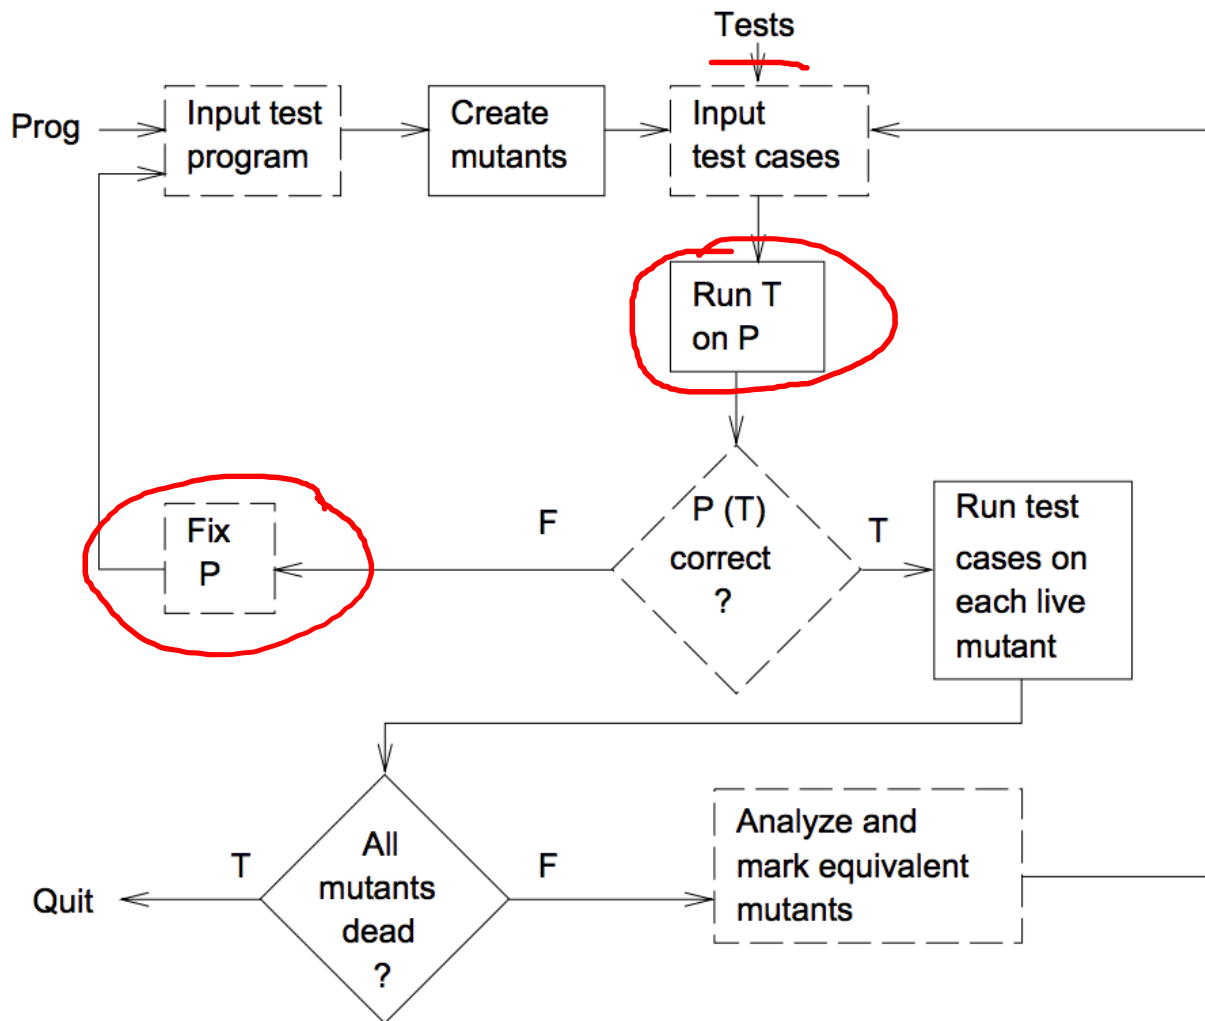 Tests
Prog
Input test
program
Create
mutants
Input
test cases
Run T
on P
Fix
P
F
P (T)
correct
?
T
Run test
cases on
each live
mutant
Quit
T
All
mutants
dead
?
F
Analyze and
mark equivalent
mutants